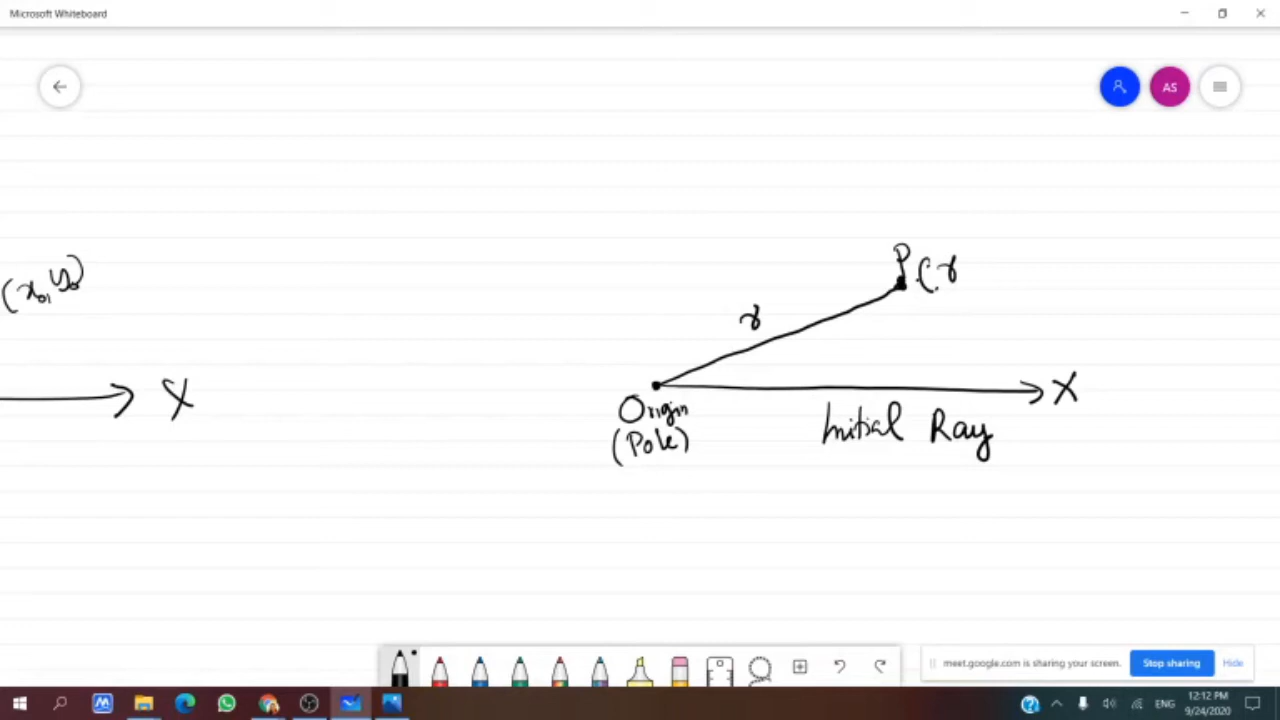 Microsoft Whiteboard
AS
P
(r
(x₀, y₀)
r
X
X
Origin
(Pole)
Initial Ray
meet.google.com is sharing your screen.
Stop sharing
Hide
ENG
12:12 PM
9/24/2020